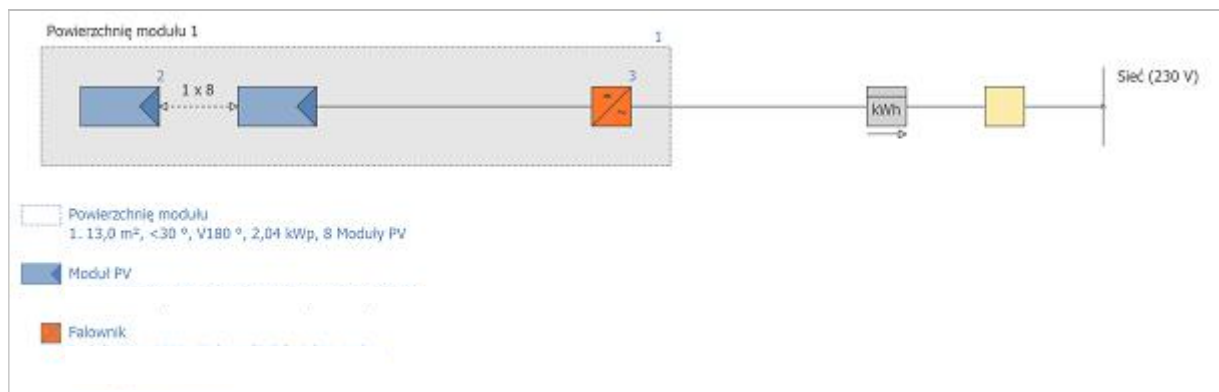 Powierzchnię modułu 1
1
2
1 x 8
3
Sieć (230 V)
kWh
Powierzchnię modułu
1. 13,0 m², <30 °, V180 °, 2,04 kWp, 8 Moduły PV
Moduł PV
Falownik